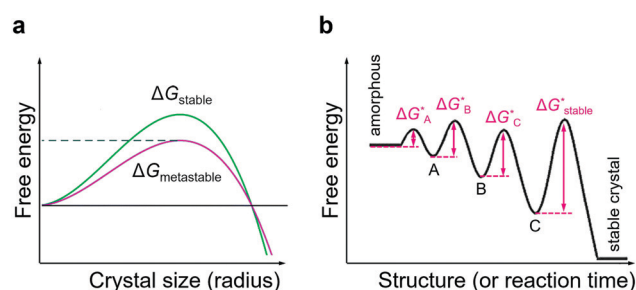 a
Free energy
ΔG_stable
ΔG_metastable
Crystal size (radius)
b
Free energy
amorphous
ΔG*_A
ΔG*_B
ΔG*_C
ΔG*_stable
A
B
C
stable crystal
Structure (or reaction time)